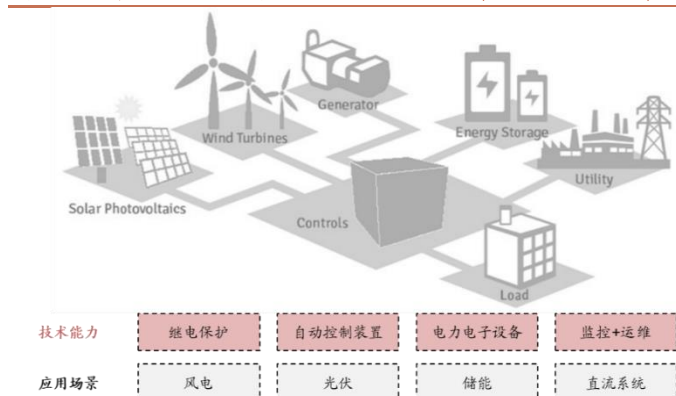 Generator
Wind Turbines
Energy Storage
Utility
Solar Photovoltaics
Controls
Load
技术能力 继电保护 自动控制装置 电力电子设备 监控+运维
应用场景 风电 光伏 储能 直流系统